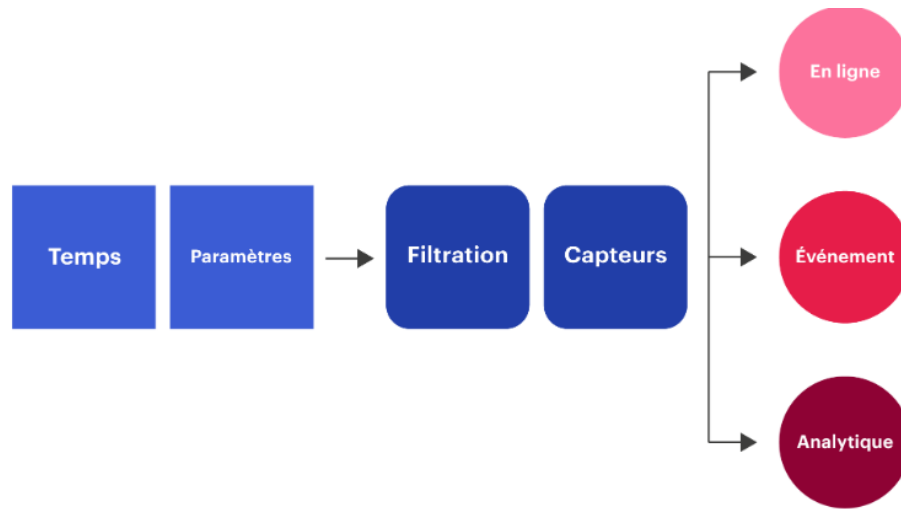 En ligne
Temps
Paramètres
Filtration
Capteurs
Événement
Analytique